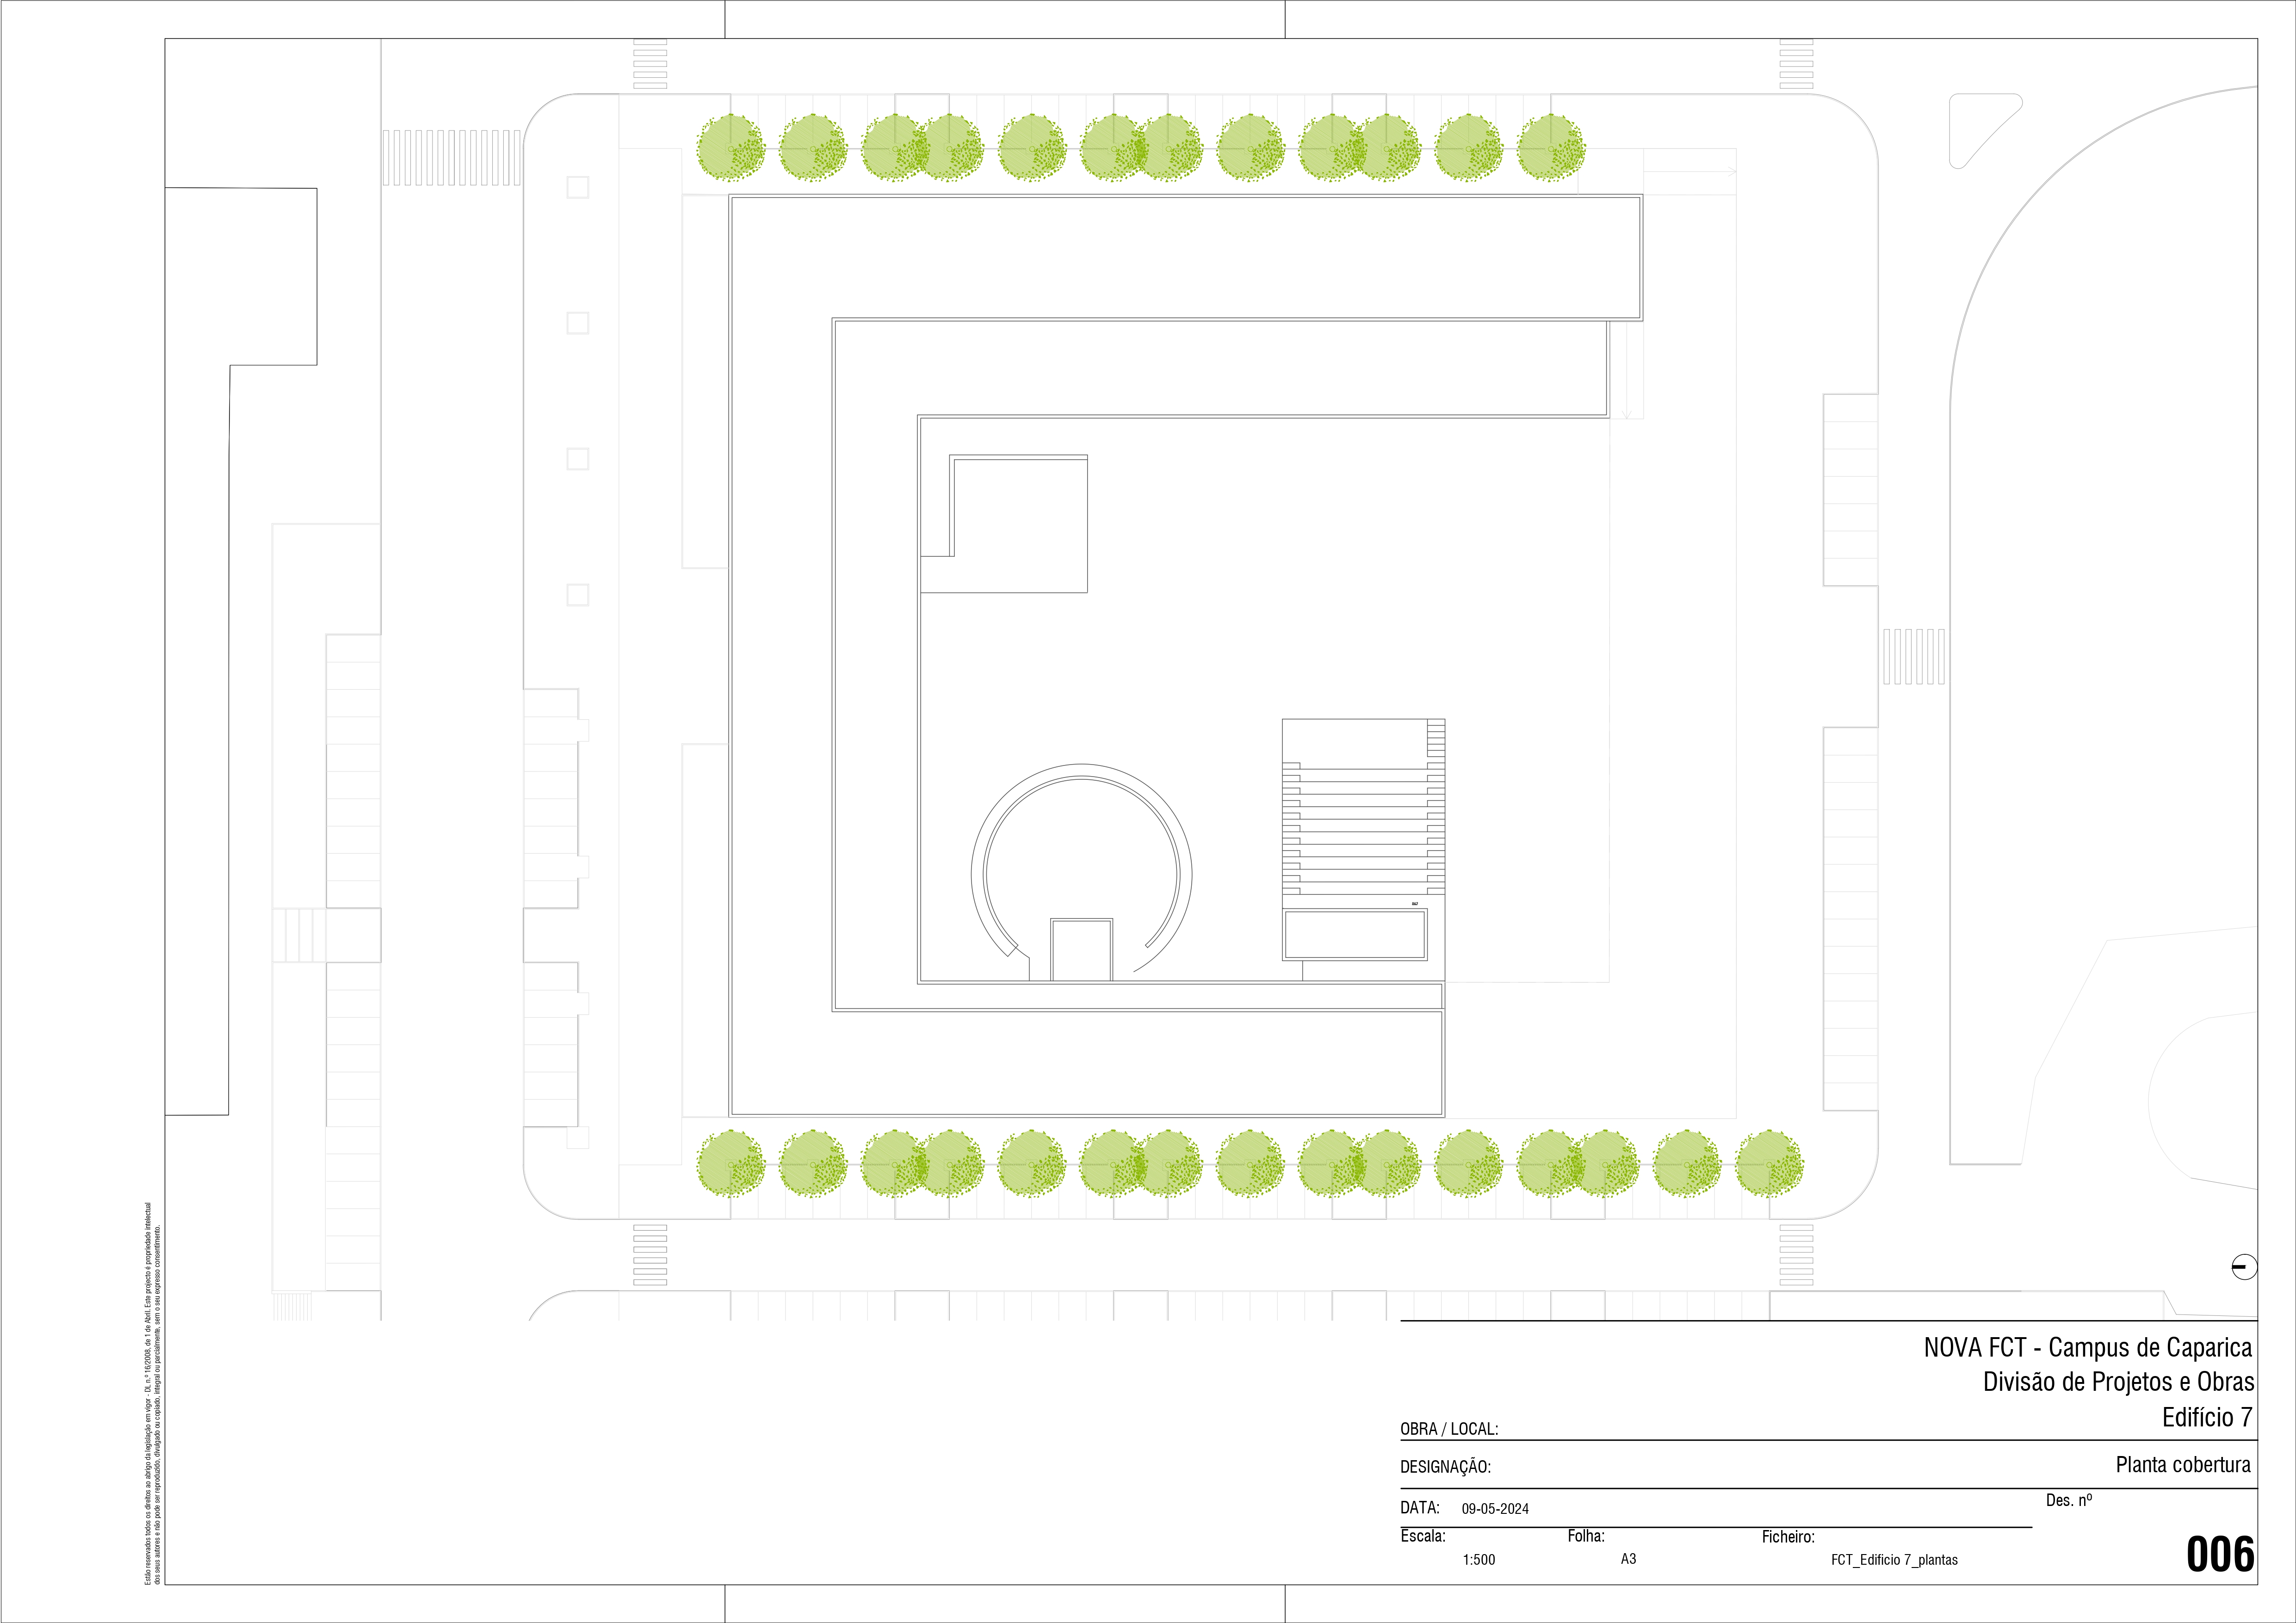 Estão reservados todos os direitos ao abrigo da legislação em vigor - DL n.º 16/2008, de 1 de Abril. Este projecto é propriedade intelectual
dos seus autores e não pode ser reproduzido, divulgado ou copiado, integral ou parcialmente, sem o seu expresso consentimento.
NOVA FCT - Campus de Caparica
Divisão de Projetos e Obras
Edifício 7
OBRA / LOCAL:
DESIGNAÇÃO:
Planta cobertura
DATA: 09-05-2024
Des. nº
Escala: Folha: Ficheiro:
1:500 A3 FCT_Edificio 7_plantas
006